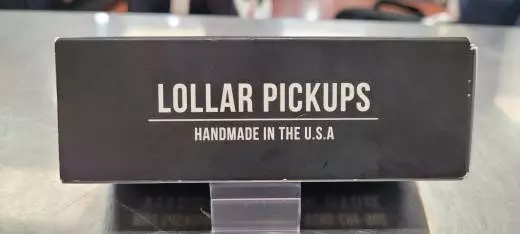 LOLLAR PICKUPS
HANDMADE IN THE U.S.A